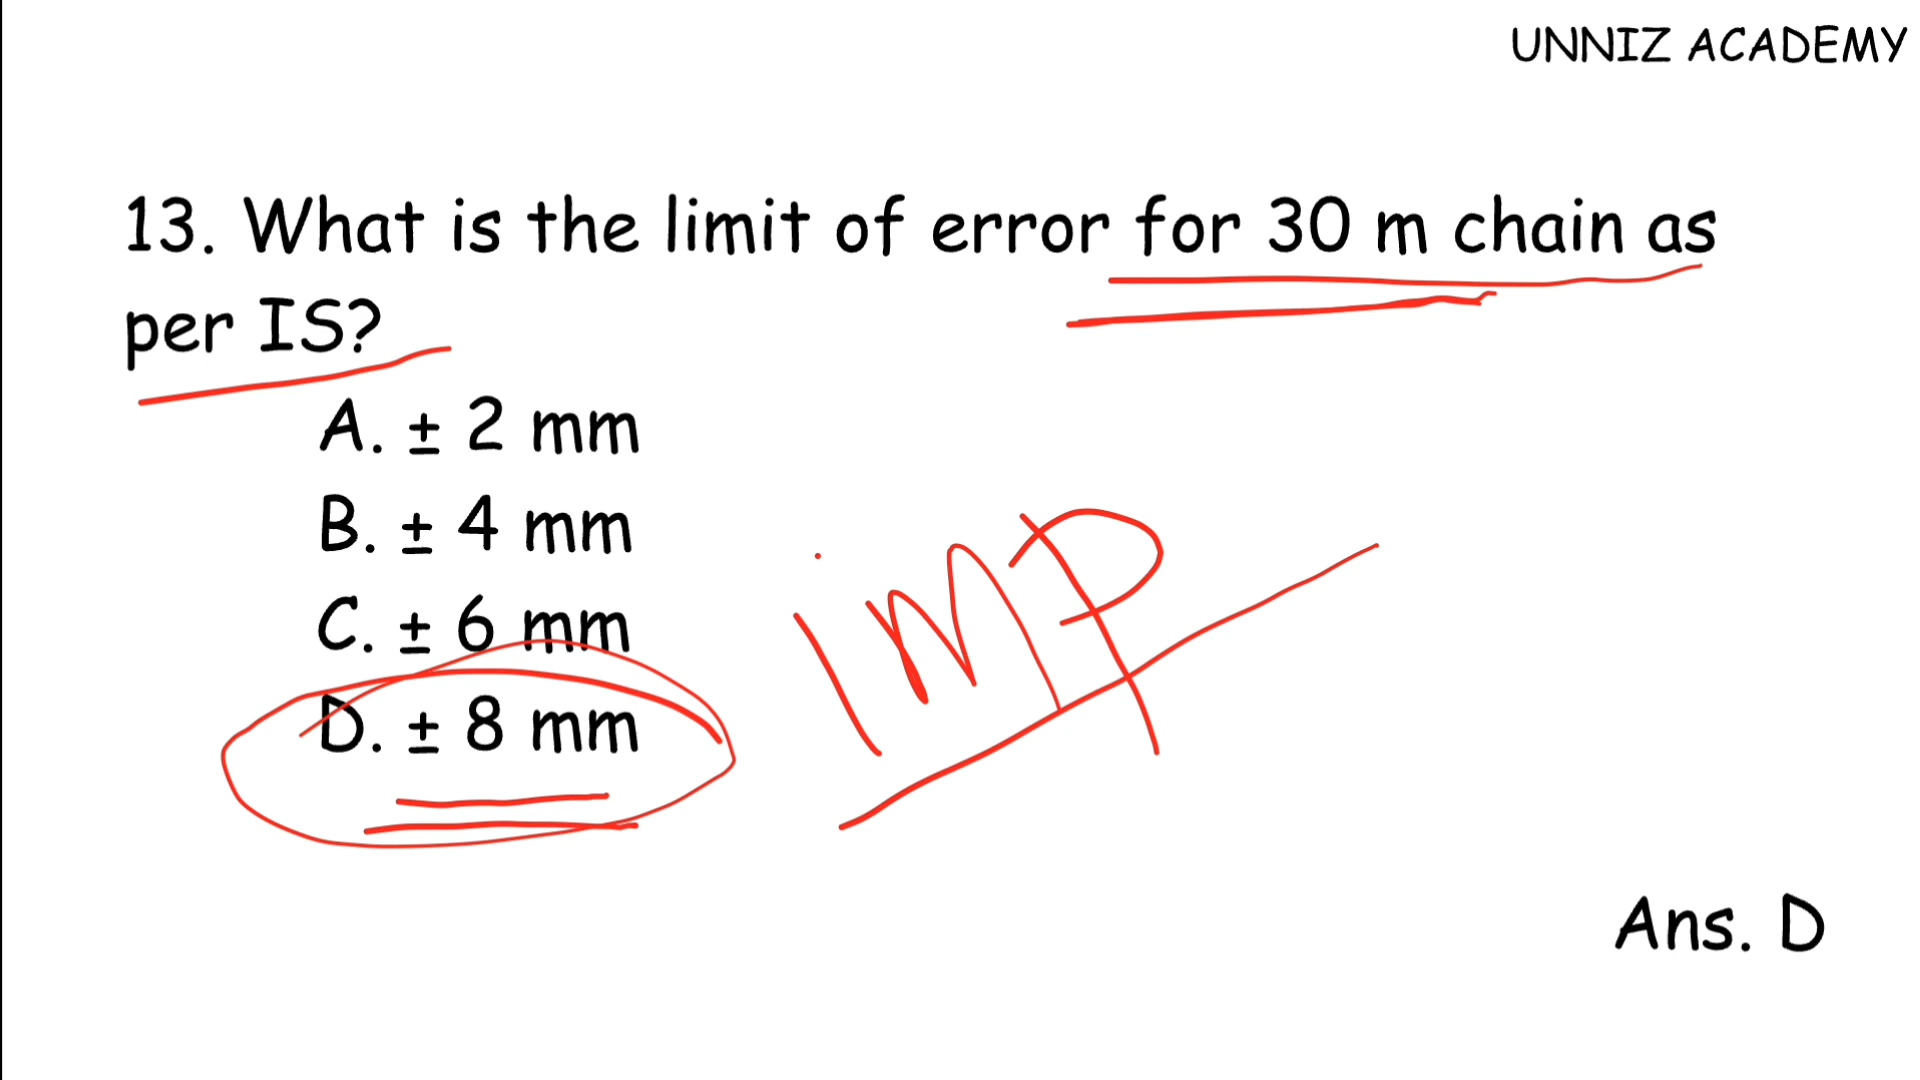 UNNIZ ACADEMY
13. What is the limit of error for 30 m chain as
per IS?
A. ± 2 mm
B. ± 4 mm
C. ± 6 mm
D. ± 8 mm
iMP
Ans. D